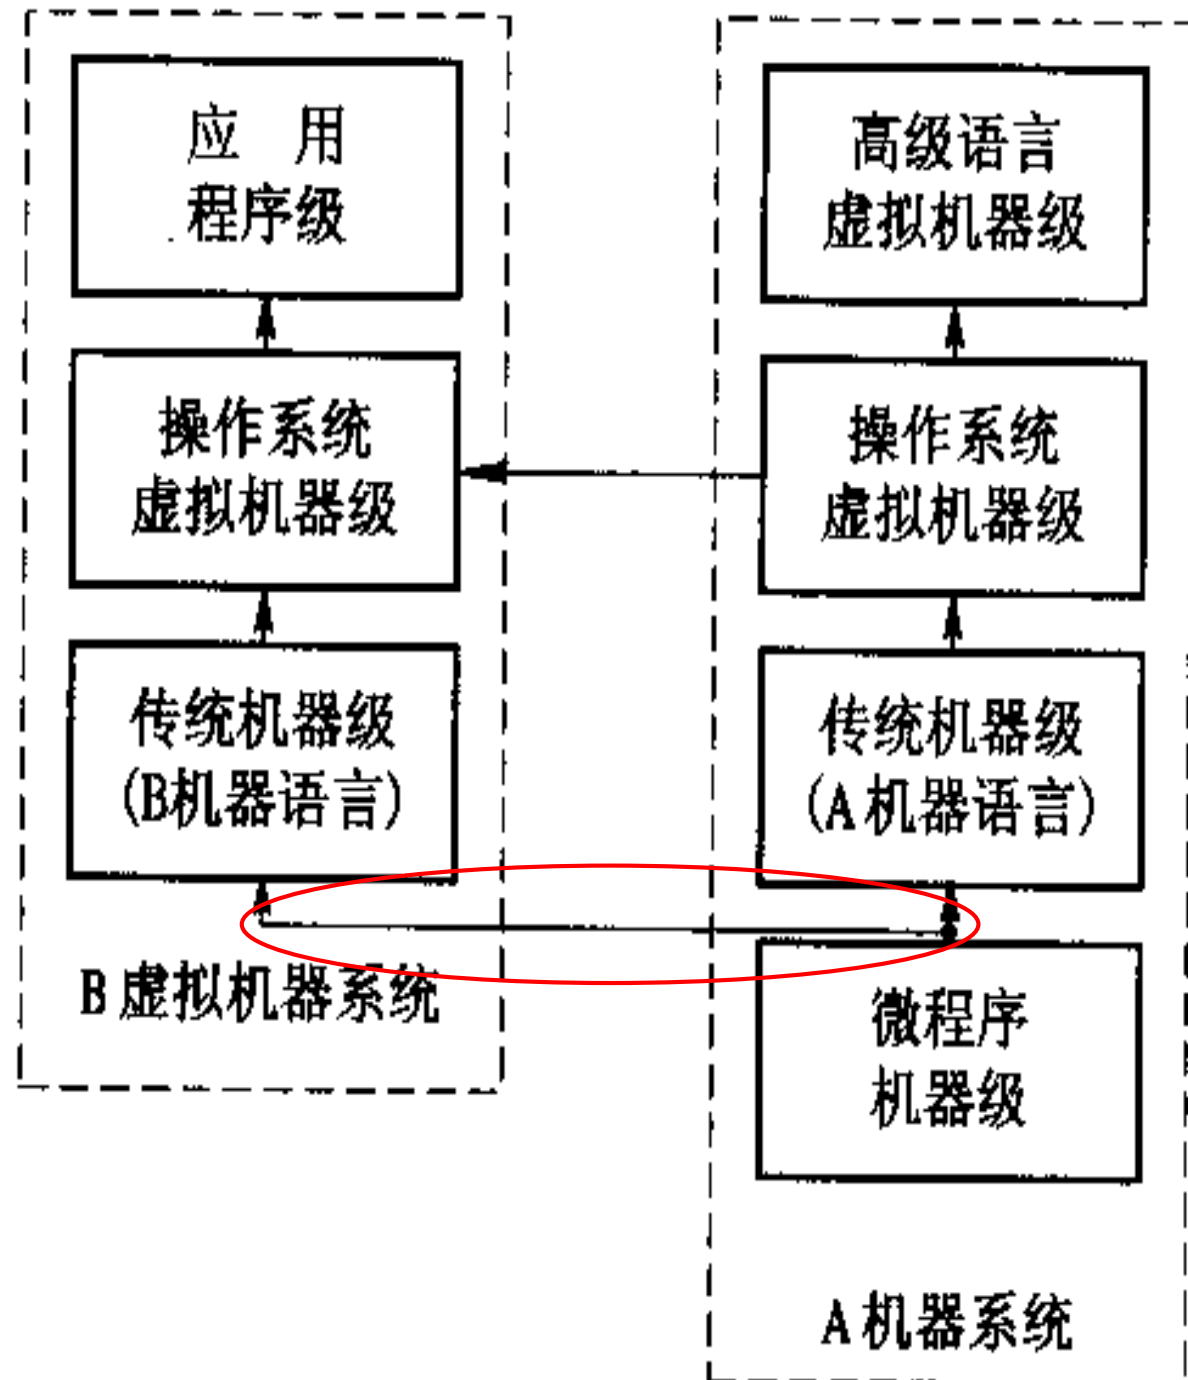 应 用
程序级
操作系统
虚拟机器级
传统机器级
(B机器语言)
B 虚拟机器系统
高级语言
虚拟机器级
操作系统
虚拟机器级
传统机器级
(A 机器语言)
微程序
机器级
A 机器系统